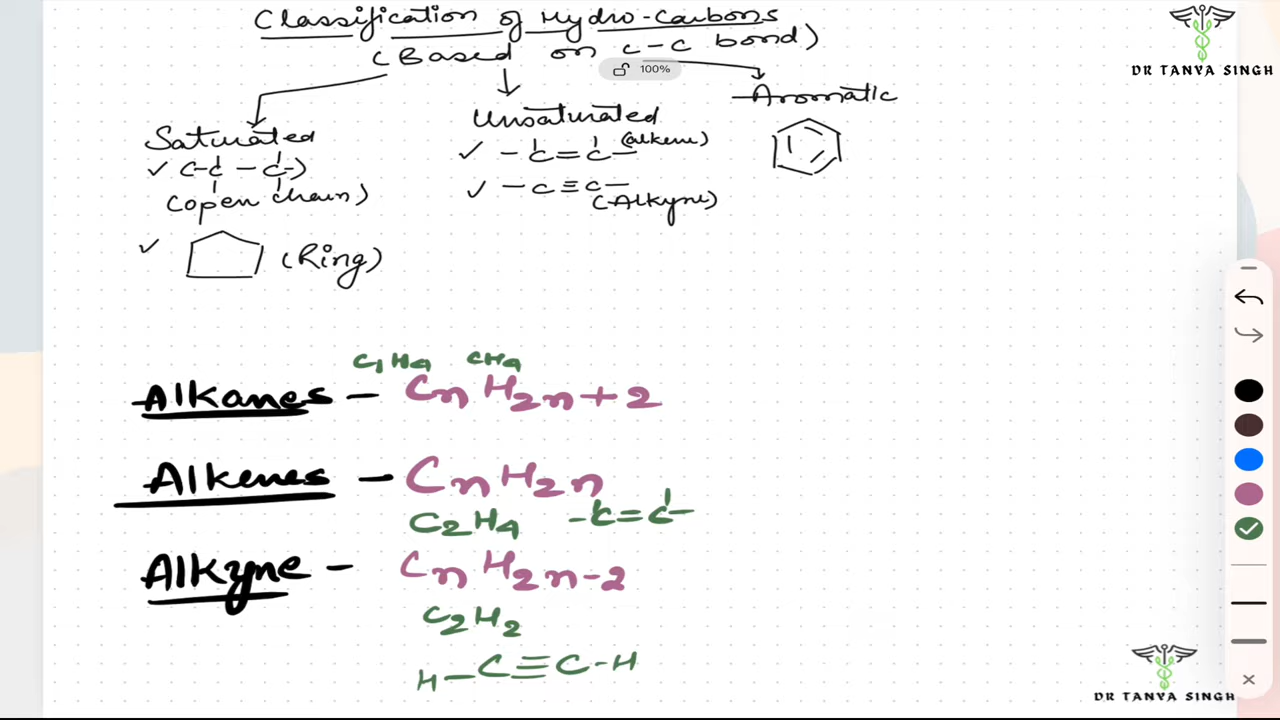 Classification of Hydro-Carbons
(Based on C-C bond)
100%
DR TANYA SINGH
Saturated
C-C-C-)
(open chain)
(Ring)
Unsaturated
-C=C- (alkene)
-C≡C-
(Alkyne)
Aromatic
C1H4 CH4
Alkanes - CnH2n+2
Alkenes - CnH2n
C2H4 -C=C-
Alkyne - CnH2n-2
C2H2
H-C≡C-H
DR TANYA SINGH